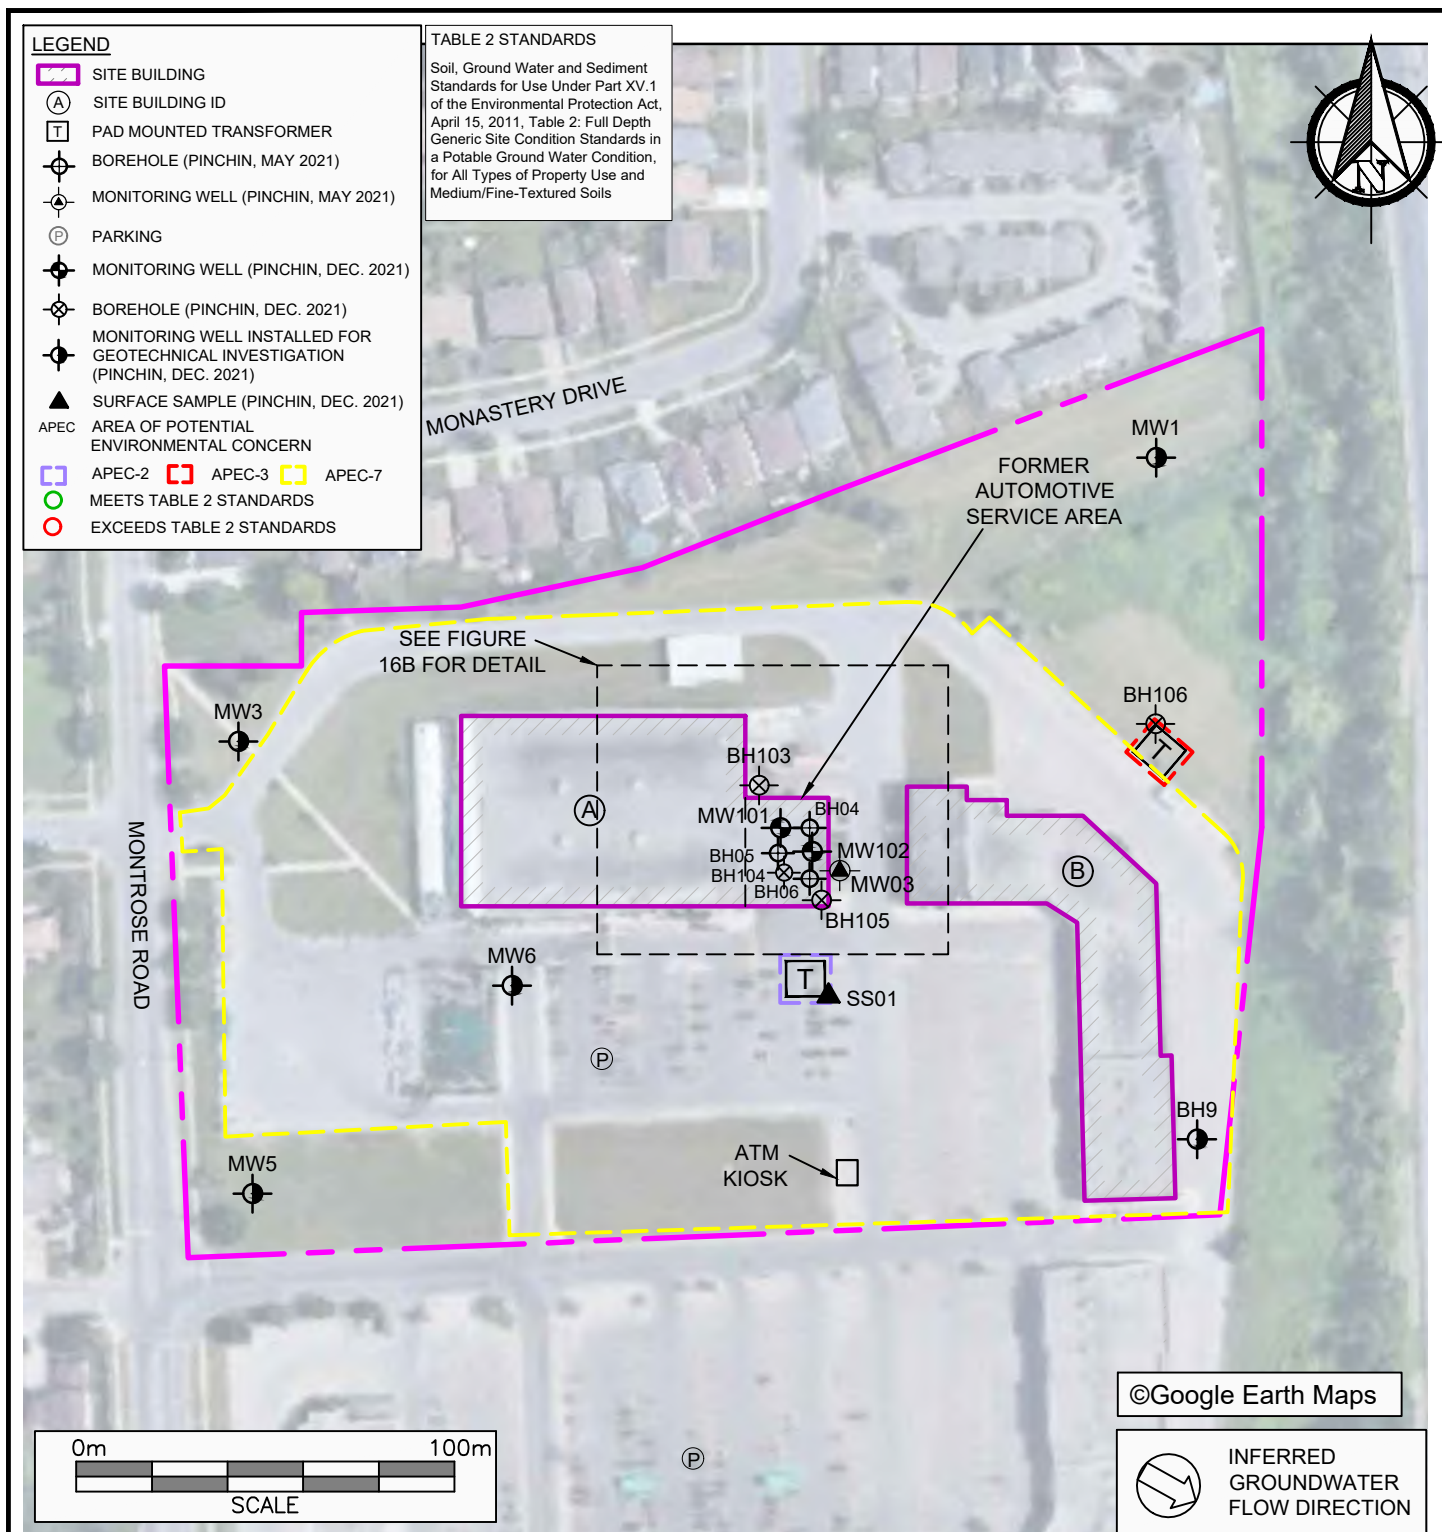 LEGEND
SITE BUILDING
A SITE BUILDING ID
T PAD MOUNTED TRANSFORMER
BOREHOLE (PINCHIN, MAY 2021)
MONITORING WELL (PINCHIN, MAY 2021)
P PARKING
MONITORING WELL (PINCHIN, DEC. 2021)
BOREHOLE (PINCHIN, DEC. 2021)
MONITORING WELL INSTALLED FOR
GEOTECHNICAL INVESTIGATION
(PINCHIN, DEC. 2021)
SURFACE SAMPLE (PINCHIN, DEC. 2021)
APEC AREA OF POTENTIAL
ENVIRONMENTAL CONCERN
APEC-2 APEC-3 APEC-7
MEETS TABLE 2 STANDARDS
EXCEEDS TABLE 2 STANDARDS
TABLE 2 STANDARDS
Soil, Ground Water and Sediment
Standards for Use Under Part XV.1
of the Environmental Protection Act,
April 15, 2011, Table 2: Full Depth
Generic Site Condition Standards in
a Potable Ground Water Condition,
for All Types of Property Use and
Medium/Fine-Textured Soils
N
MONASTERY DRIVE
MW1
FORMER
AUTOMOTIVE
SERVICE AREA
SEE FIGURE
16B FOR DETAIL
MW3
BH106
T
BH103
A
MW101
BH04
BH05
MW102
BH104
BH06
MW03
BH105
B
MONTROSE ROAD
MW6
T
SS01
P
BH9
ATM
KIOSK
MW5
©Google Earth Maps
0m 100m
SCALE
P
INFERRED
GROUNDWATER
FLOW DIRECTION